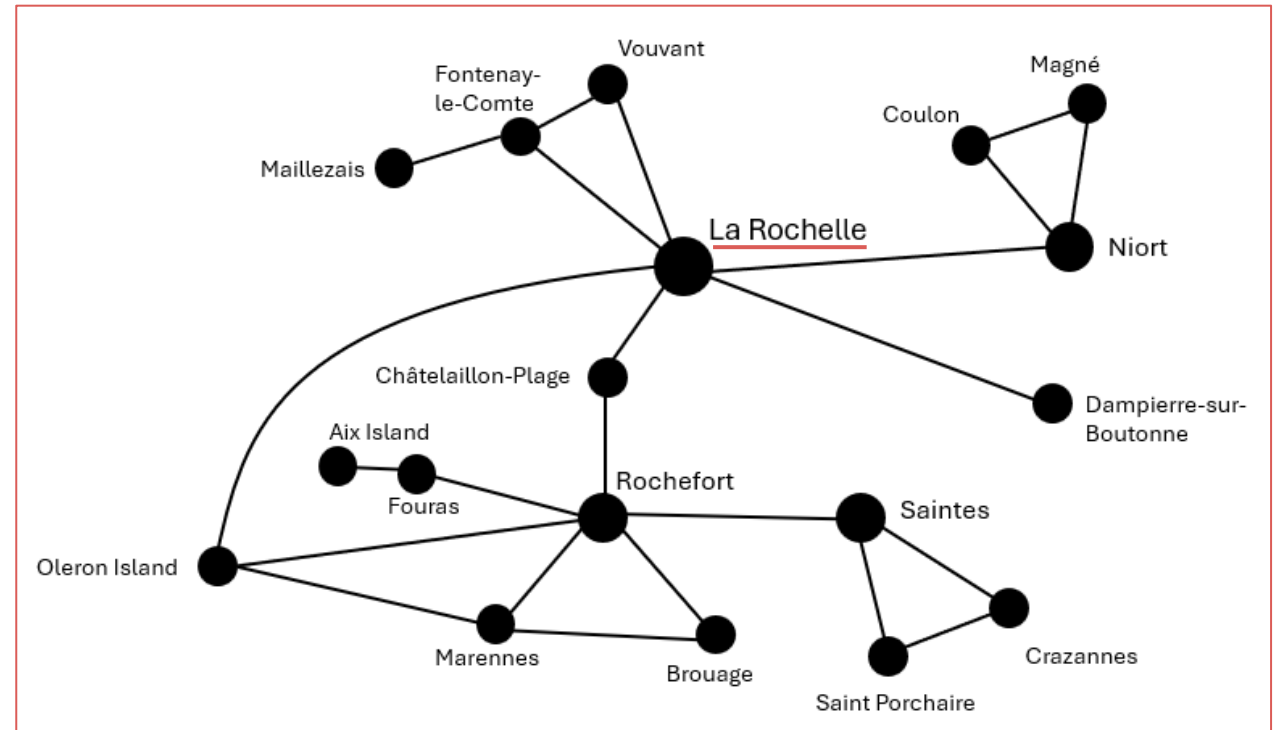 Vouvant
Fontenay-
le-Comte
Magné
Coulon
Maillezais
La Rochelle
Niort
Châtelaillon-Plage
Dampierre-sur-
Boutonne
Aix Island
Rochefort
Fouras
Saintes
Oleron Island
Marennes
Brouage
Crazannes
Saint Porchaire